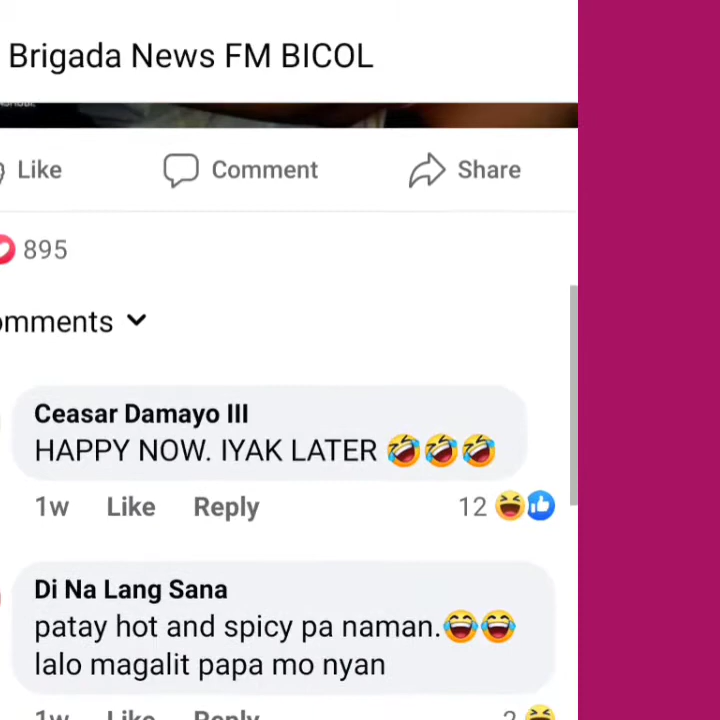 Brigada News FM BICOL
Like Comment Share
895
omments
Ceasar Damayo III
HAPPY NOW. IYAK LATER 🤣🤣🤣
1w Like Reply 12
Di Na Lang Sana
patay hot and spicy pa naman.😂😂
lalo magalit papa mo nyan
1w Like Reply 2